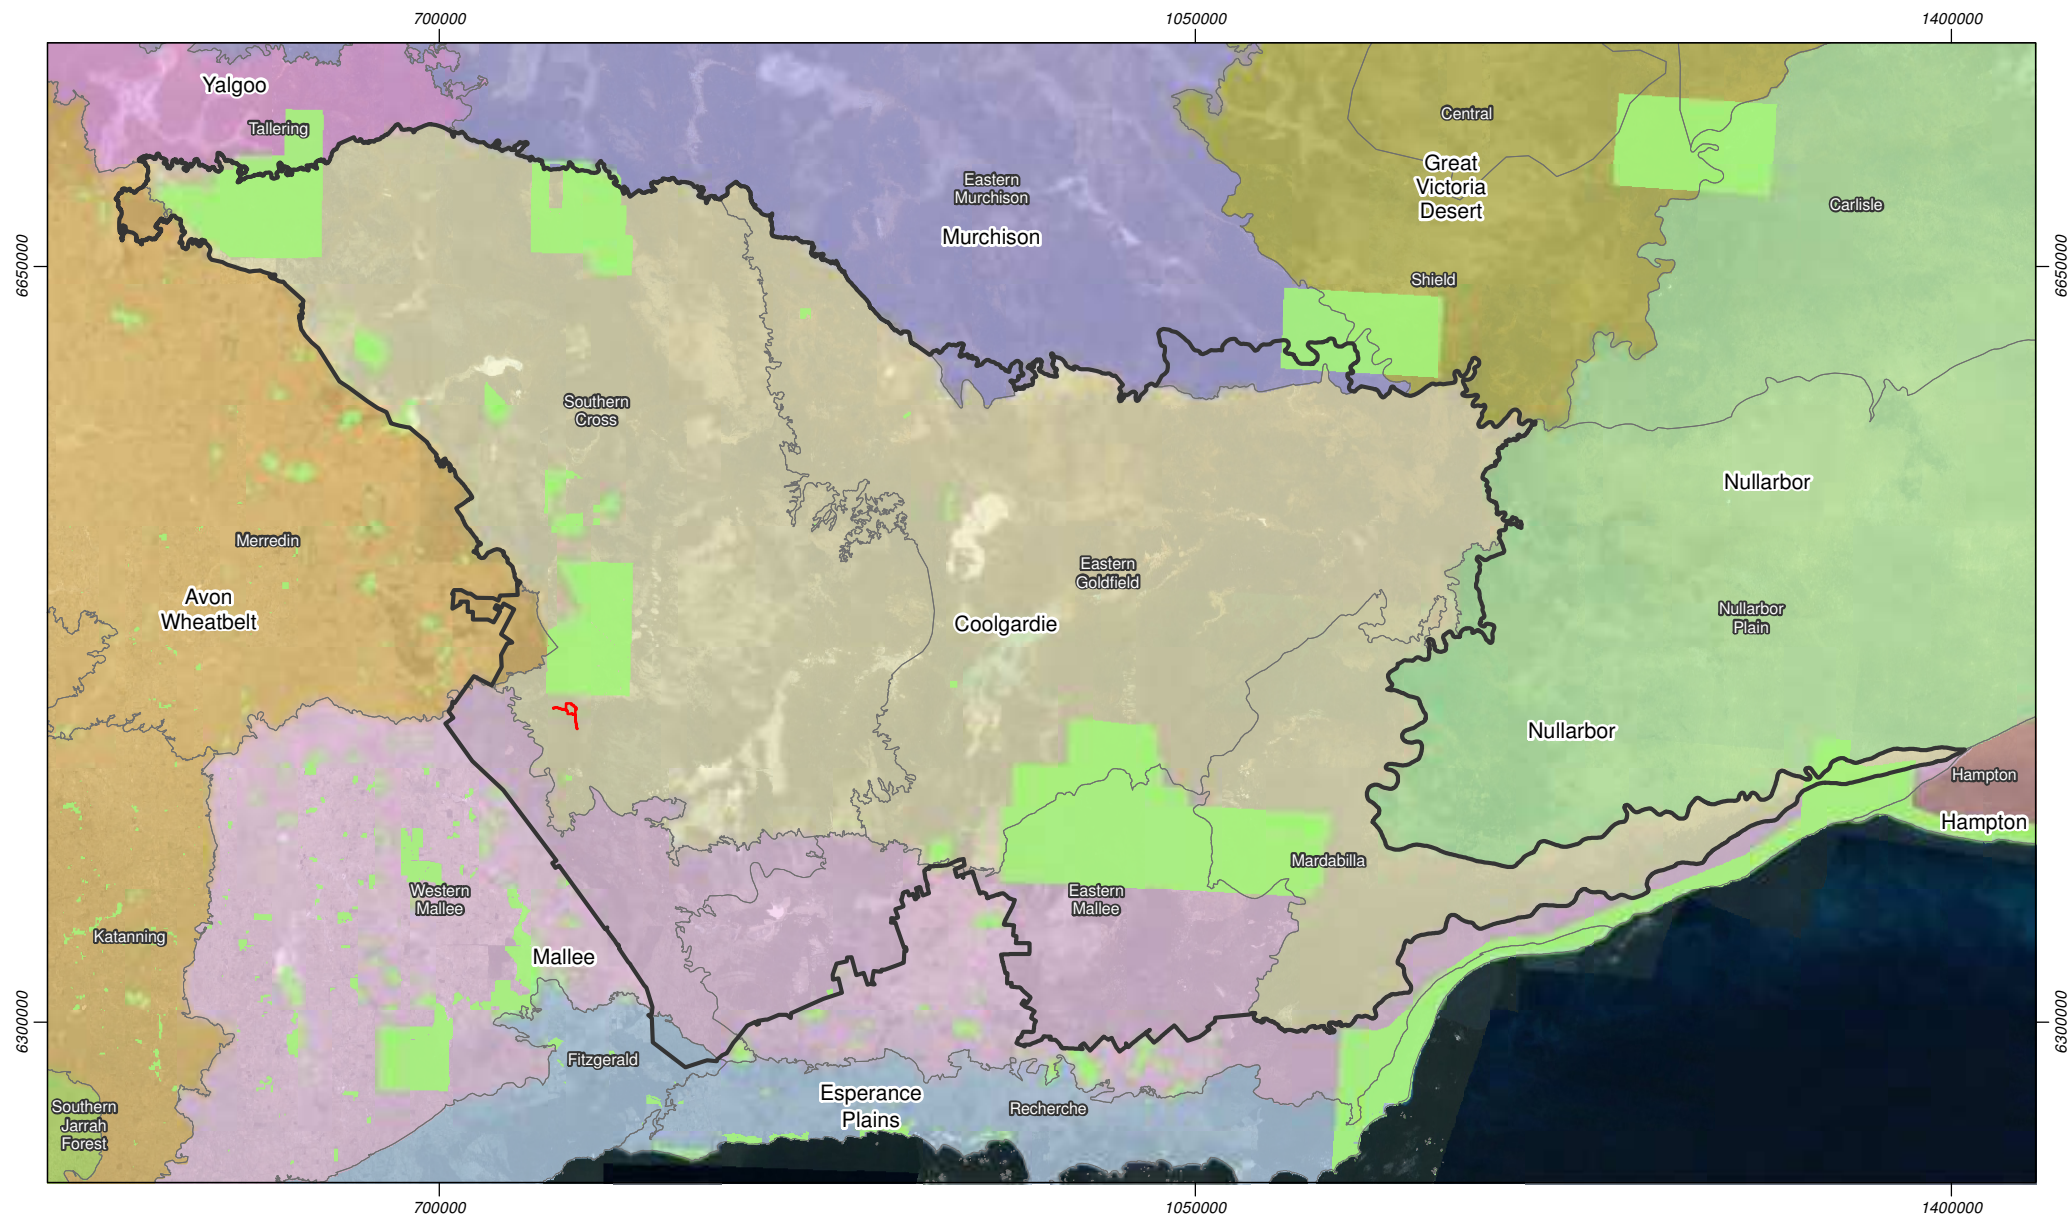 700000
1050000
1400000
Yalgoo
Tallering
Central
Great
Victoria
Desert
Eastern
Murchison
Murchison
Carlisle
6650000
6650000
Shield
Southern
Cross
Nullarbor
Merredin
Eastern
Goldfield
Avon
Wheatbelt
Coolgardie
Nullarbor
Plain
Nullarbor
Hampton
Hampton
Mardabilla
Western
Mallee
Eastern
Mallee
Katanning
Mallee
6300000
6300000
Fitzgerald
Esperance
Plains
Recherche
Southern
Jarrah
Forest
700000
1050000
1400000